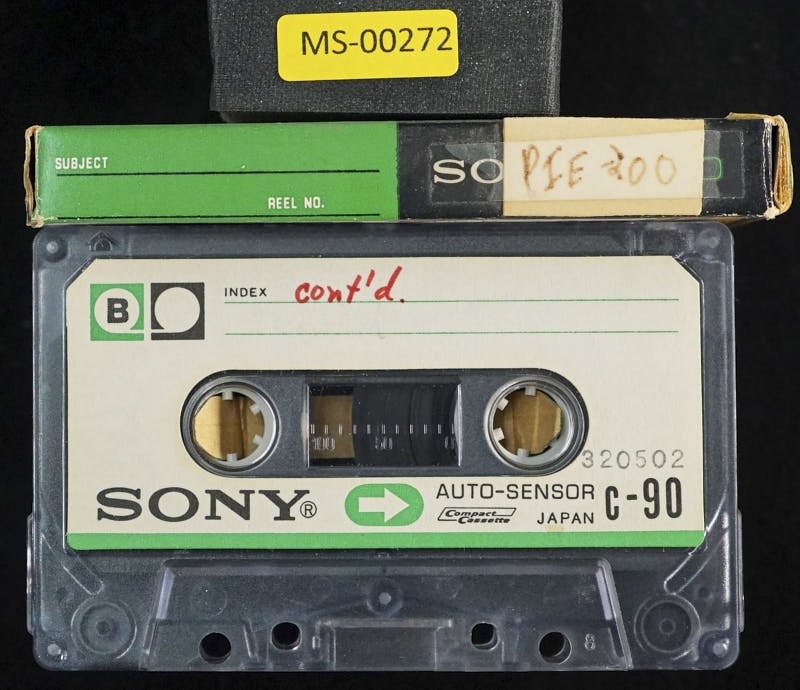 MS-00272
SUBJECT
REEL NO.
SO PIE 200
B
INDEX cont'd.
100 50 0
320502
SONY®
AUTO-SENSOR C-90
Compact Cassette JAPAN
8